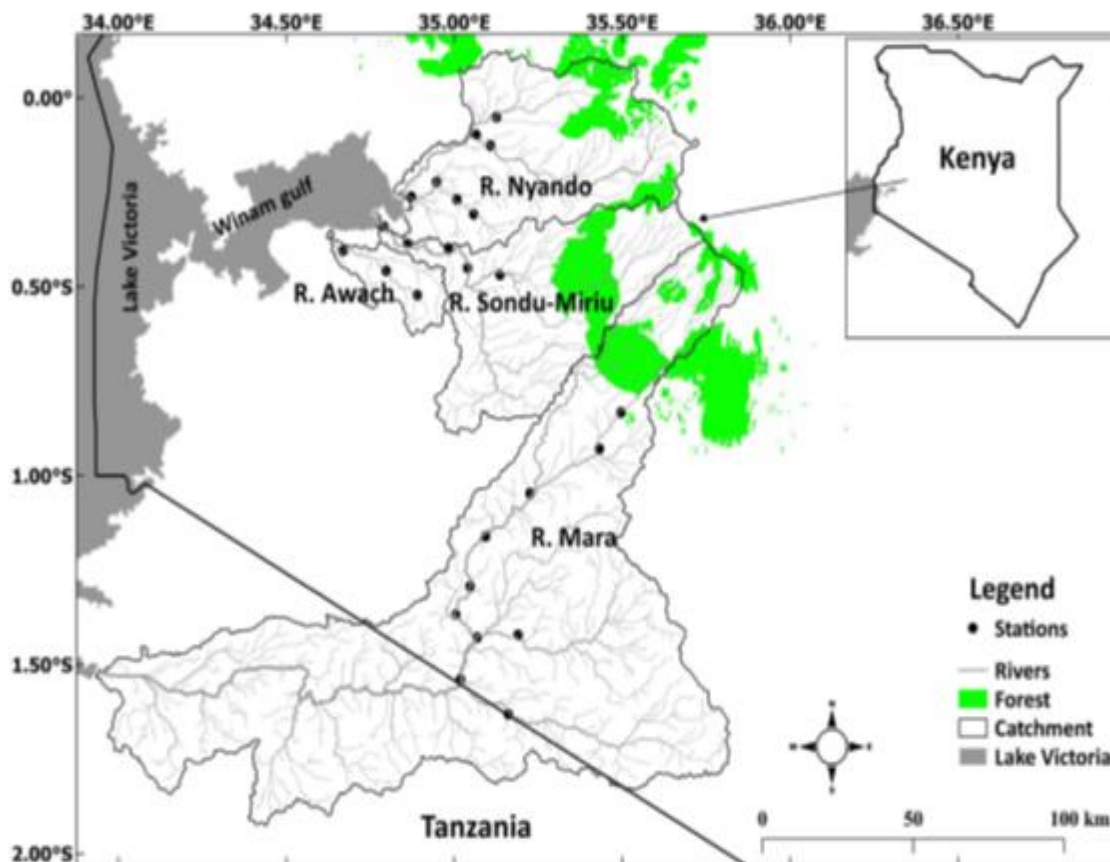 34.00°E 34.50°E 35.00°E 35.50°E 36.00°E 36.50°E
0.00°
0.50°S
1.00°S
1.50°S
2.00°S
Lake Victoria
Winam gulf
R. Nyando
R. Awach
R. Sondu-Miriu
R. Mara
Tanzania
Kenya
Legend
Stations
Rivers
Forest
Catchment
Lake Victoria
0 50 100 km